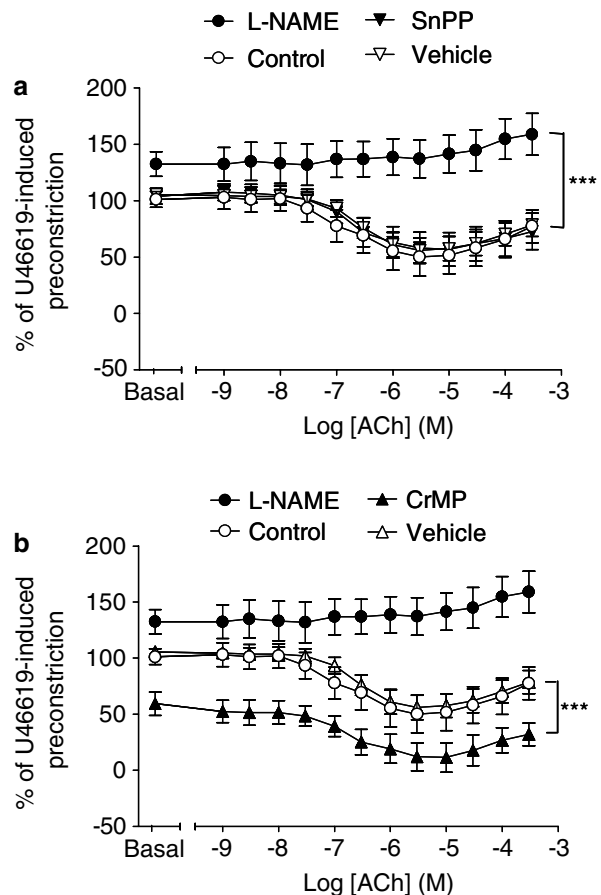 L-NAME SnPP
Control Vehicle
a
200
150
100
50
0
-50
% of U46619-induced
preconstriction
***
Basal -9 -8 -7 -6 -5 -4 -3
Log [ACh] (M)
L-NAME CrMP
Control Vehicle
b
200
150
100
50
0
-50
% of U46619-induced
preconstriction
***
Basal -9 -8 -7 -6 -5 -4 -3
Log [ACh] (M)